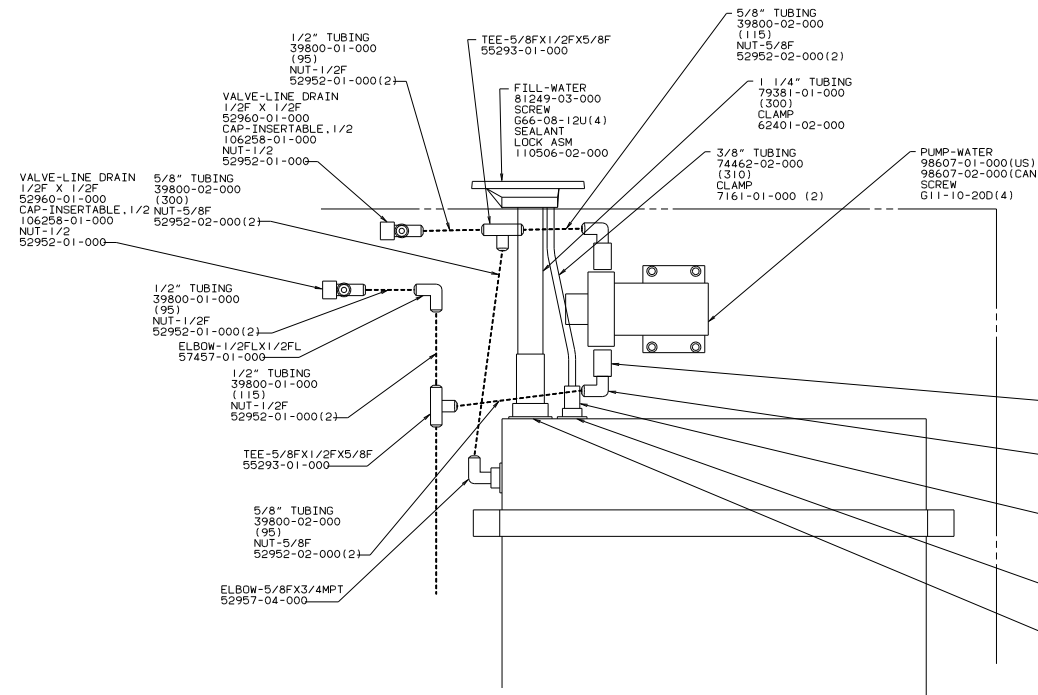 1/2" TUBING
39800-01-000
(95)
NUT-1/2F
52952-01-000(2)
TEE-5/8FX1/2FX5/8F
55293-01-000
5/8" TUBING
39800-02-000
(115)
NUT-5/8F
52952-02-000(2)
FILL-WATER
81249-03-000
SCREW
G66-08-12U(4)
SEALANT
LOCK ASM
110506-02-000
1 1/4" TUBING
79381-01-000
(300)
CLAMP
62401-02-000
VALVE-LINE DRAIN
1/2F X 1/2F
52960-01-000
CAP-INSERTABLE,1/2
106258-01-000
NUT-1/2
52952-01-000
3/8" TUBING
74462-02-000
(310)
CLAMP
7161-01-000 (2)
PUMP-WATER
98607-01-000(US)
98607-02-000(CAN
SCREW
G11-10-20D(4)
VALVE-LINE DRAIN
1/2F X 1/2F
52960-01-000
CAP-INSERTABLE,1/2
106258-01-000
NUT-1/2
52952-01-000
5/8" TUBING
39800-02-000
(300)
NUT-5/8F
52952-02-000(2)
1/2" TUBING
39800-01-000
(95)
NUT-1/2F
52952-01-000(2)
ELBOW-1/2FLX1/2FL
57457-01-000
1/2" TUBING
39800-01-000
(115)
NUT-1/2F
52952-01-000(2)
TEE-5/8FX1/2FX5/8F
55293-01-000
5/8" TUBING
39800-02-000
(95)
NUT-5/8F
52952-02-000(2)
ELBOW-5/8FX3/4MPT
52957-04-000